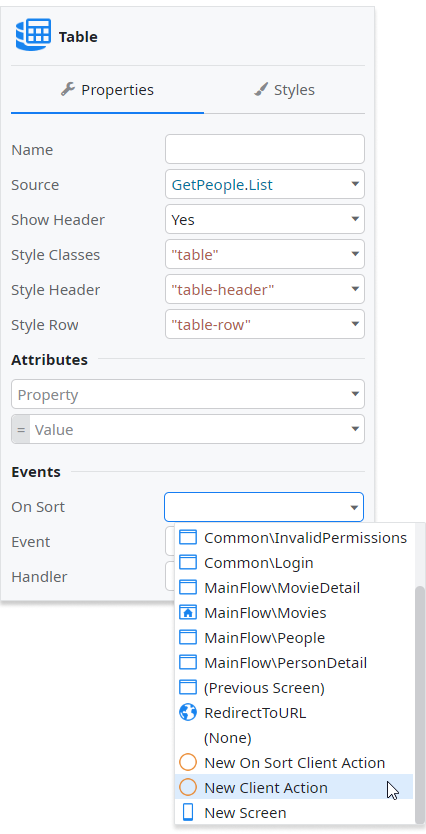 Table
Properties Styles
Name
Source GetPeople.List
Show Header Yes
Style Classes "table"
Style Header "table-header"
Style Row "table-row"
Attributes
Property
= Value
Events
On Sort
Event
Handler
Common\InvalidPermissions
Common\Login
MainFlow\MovieDetail
MainFlow\Movies
MainFlow\People
MainFlow\PersonDetail
(Previous Screen)
RedirectToURL
(None)
New On Sort Client Action
New Client Action
New Screen